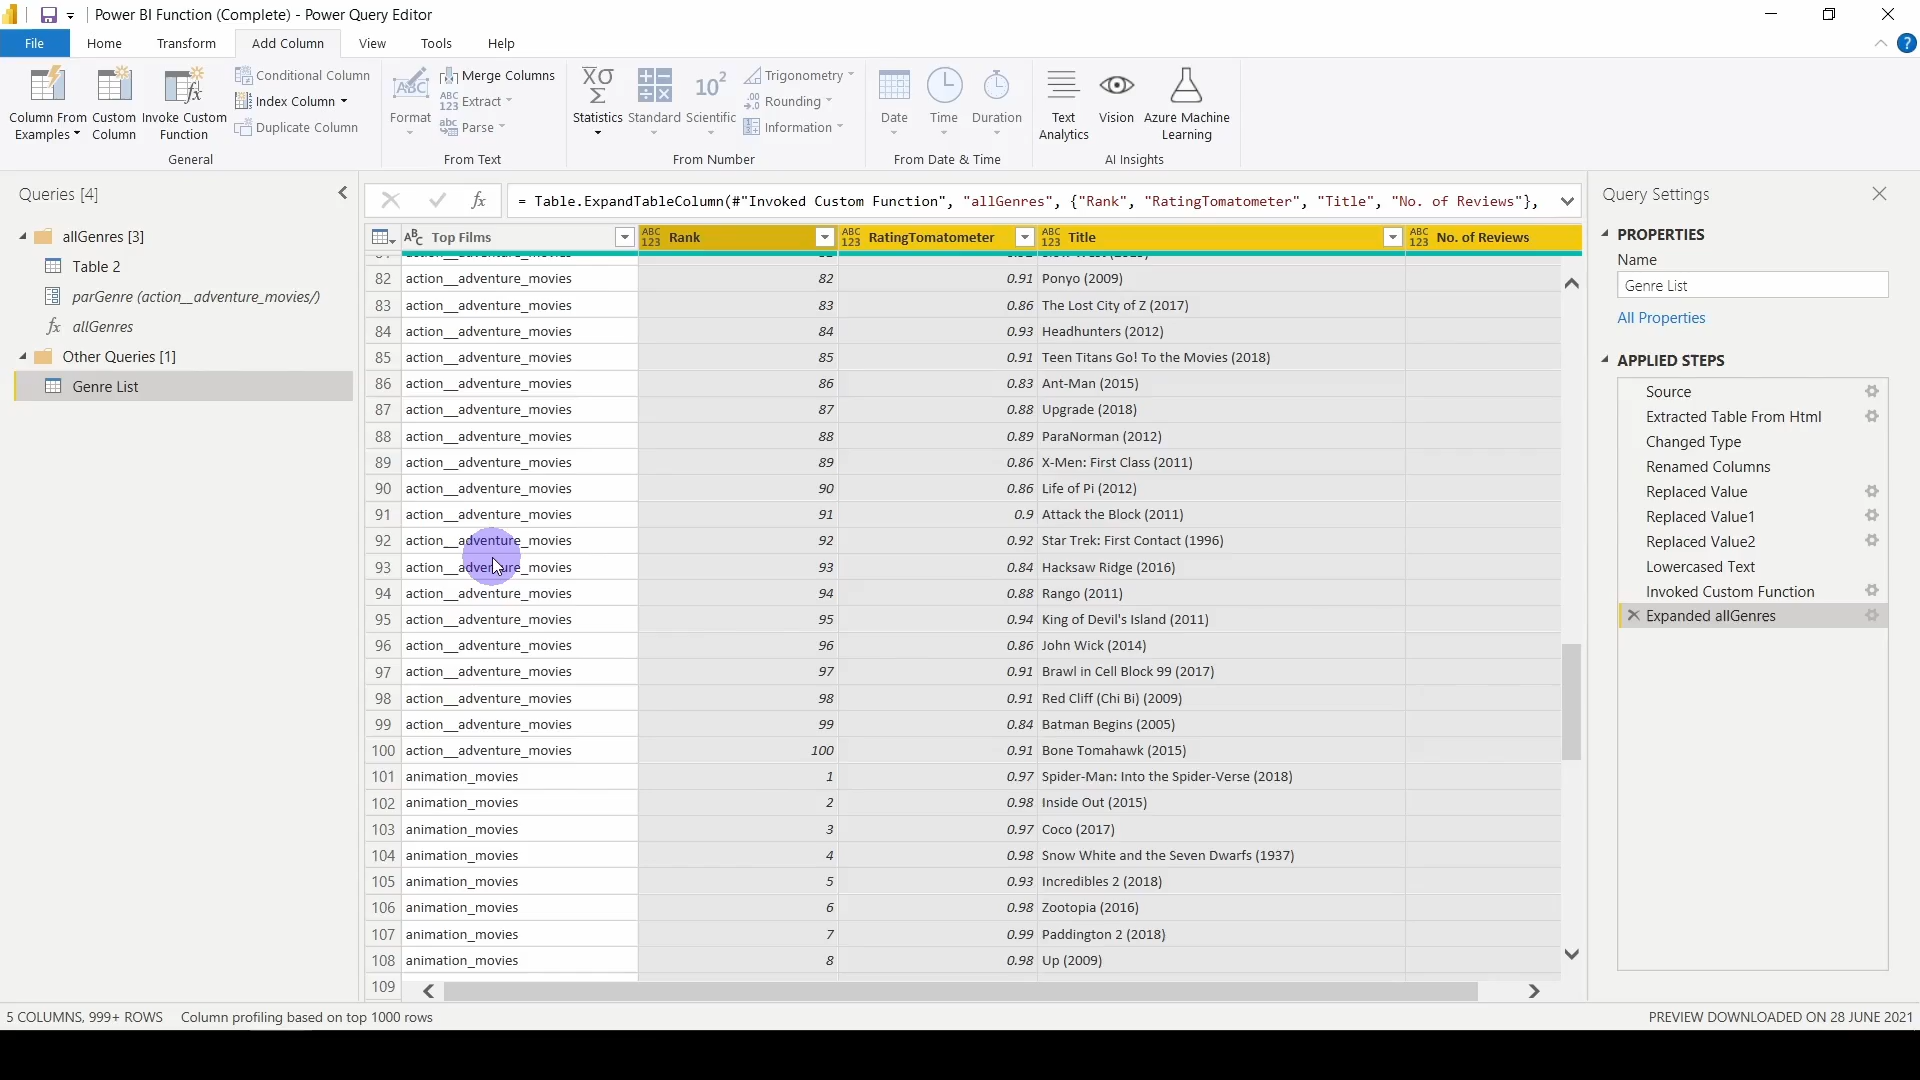 Power BI Function (Complete) - Power Query Editor
File Home Transform Add Column View Tools Help
Column From Examples
Custom Column
Invoke Custom Function
Conditional Column
Index Column
Duplicate Column
General
Format
Merge Columns
Extract
Parse
From Text
Statistics
Standard
Scientific
Trigonometry
Rounding
Information
From Number
Date
Time
Duration
From Date & Time
Text Analytics
Vision
Azure Machine Learning
AI Insights
Queries [4]
allGenres [3]
Table 2
parGenre (action__adventure_movies/)
allGenres
Other Queries [1]
Genre List
= Table.ExpandTableColumn(#"Invoked Custom Function", "allGenres", {"Rank", "RatingTomatometer", "Title", "No. of Reviews"},
Top Films Rank RatingTomatometer Title No. of Reviews
82 action__adventure_movies 82 0.91 Ponyo (2009)
83 action__adventure_movies 83 0.86 The Lost City of Z (2017)
84 action__adventure_movies 84 0.93 Headhunters (2012)
85 action__adventure_movies 85 0.91 Teen Titans Go! To the Movies (2018)
86 action__adventure_movies 86 0.83 Ant-Man (2015)
87 action__adventure_movies 87 0.88 Upgrade (2018)
88 action__adventure_movies 88 0.89 ParaNorman (2012)
89 action__adventure_movies 89 0.86 X-Men: First Class (2011)
90 action__adventure_movies 90 0.86 Life of Pi (2012)
91 action__adventure_movies 91 0.9 Attack the Block (2011)
92 action__adventure_movies 92 0.92 Star Trek: First Contact (1996)
93 action__adventure_movies 93 0.84 Hacksaw Ridge (2016)
94 action__adventure_movies 94 0.88 Rango (2011)
95 action__adventure_movies 95 0.94 King of Devil's Island (2011)
96 action__adventure_movies 96 0.86 John Wick (2014)
97 action__adventure_movies 97 0.91 Brawl in Cell Block 99 (2017)
98 action__adventure_movies 98 0.91 Red Cliff (Chi Bi) (2009)
99 action__adventure_movies 99 0.84 Batman Begins (2005)
100 action__adventure_movies 100 0.91 Bone Tomahawk (2015)
101 animation_movies 1 0.97 Spider-Man: Into the Spider-Verse (2018)
102 animation_movies 2 0.98 Inside Out (2015)
103 animation_movies 3 0.97 Coco (2017)
104 animation_movies 4 0.98 Snow White and the Seven Dwarfs (1937)
105 animation_movies 5 0.93 Incredibles 2 (2018)
106 animation_movies 6 0.98 Zootopia (2016)
107 animation_movies 7 0.99 Paddington 2 (2018)
108 animation_movies 8 0.98 Up (2009)
109
Query Settings
PROPERTIES
Name
Genre List
All Properties
APPLIED STEPS
Source
Extracted Table From Html
Changed Type
Renamed Columns
Replaced Value
Replaced Value1
Replaced Value2
Lowercased Text
Invoked Custom Function
Expanded allGenres
5 COLUMNS, 999+ ROWS Column profiling based on top 1000 rows
PREVIEW DOWNLOADED ON 28 JUNE 2021